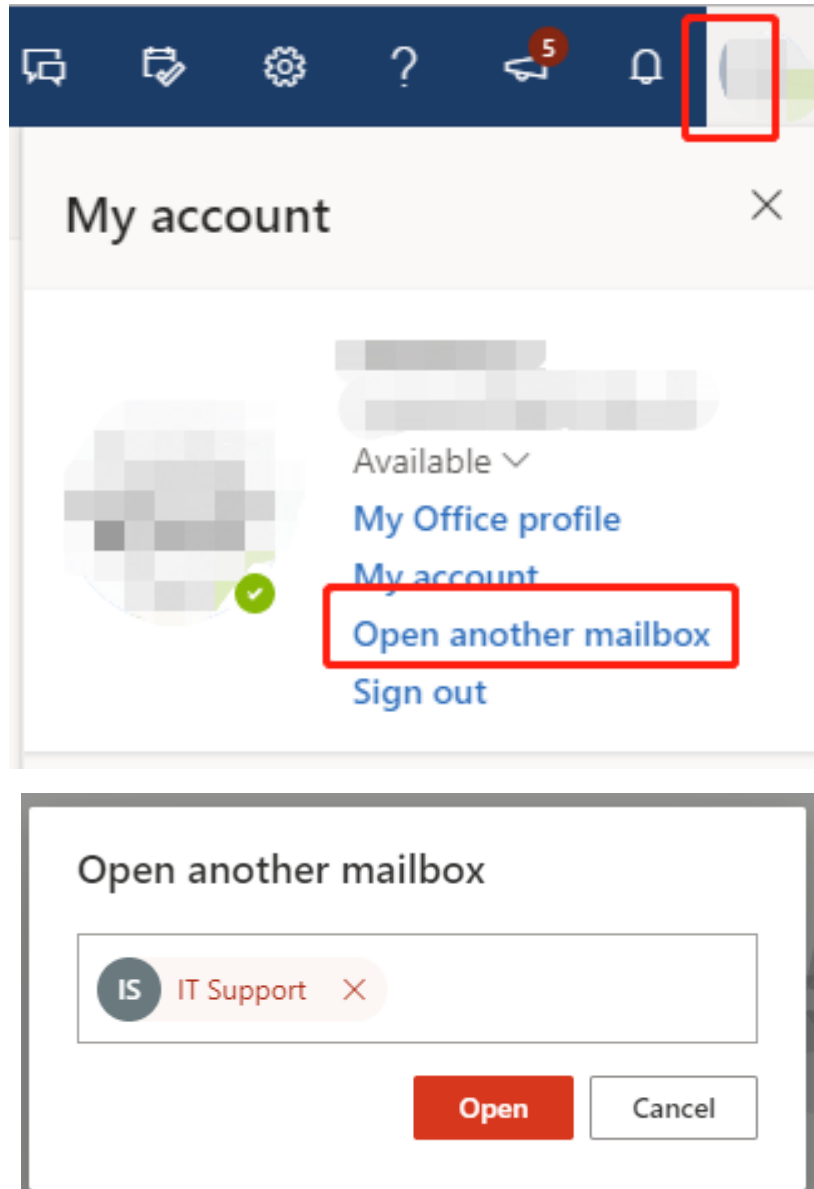 ?
5
My account
Available
My Office profile
My account
Open another mailbox
Sign out
Open another mailbox
IS IT Support
Open Cancel